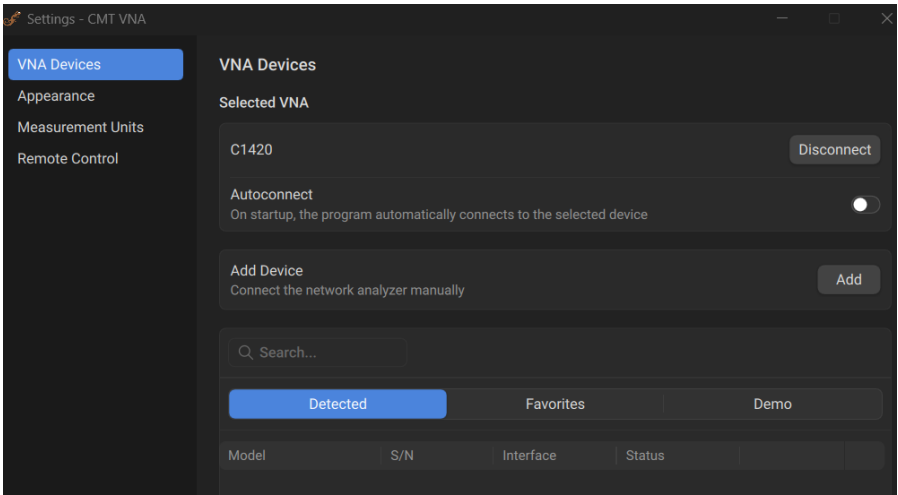 Settings - CMT VNA
VNA Devices
Appearance
Measurement Units
Remote Control
VNA Devices
Selected VNA
C1420
Disconnect
Autoconnect
On startup, the program automatically connects to the selected device
Add Device
Connect the network analyzer manually
Add
Search...
Detected Favorites Demo
Model S/N Interface Status